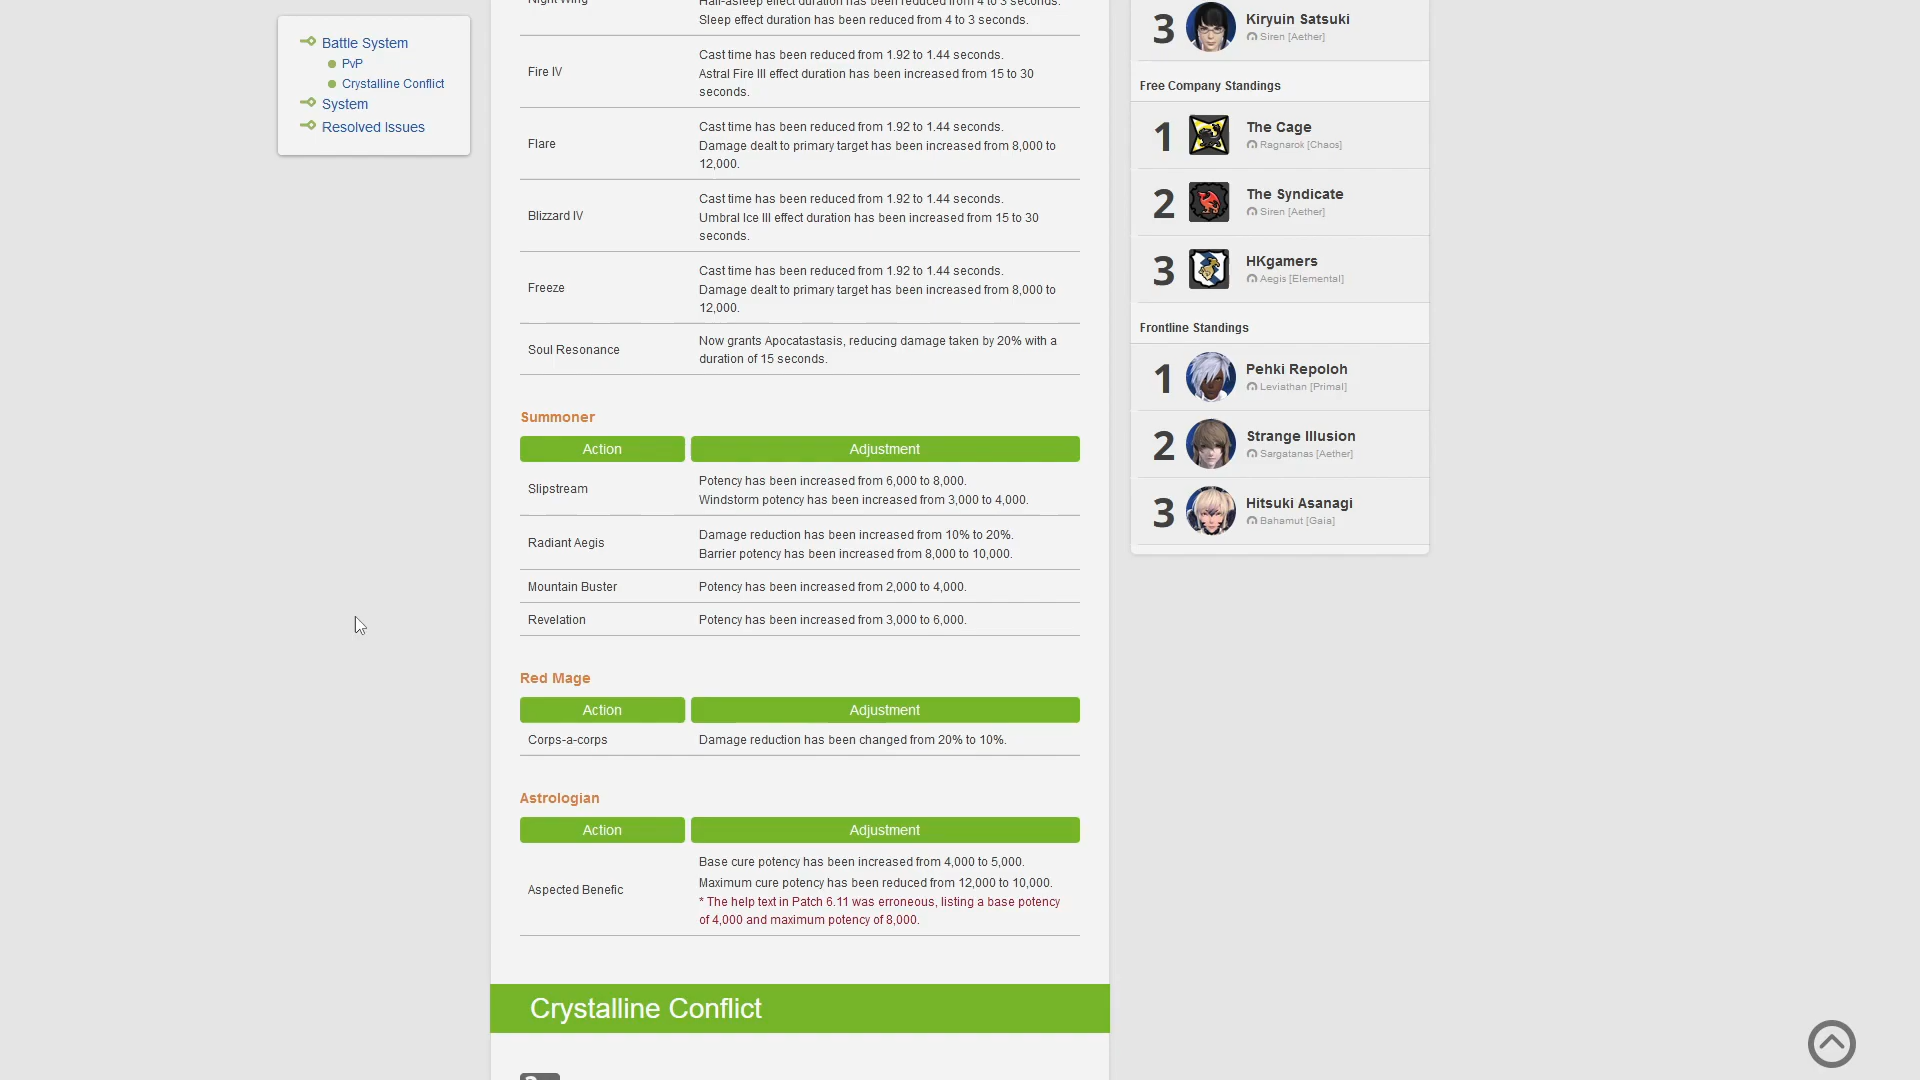 Battle System
PvP
Crystalline Conflict
System
Resolved Issues
Night Wing
Half-asleep effect duration has been reduced from 4 to 3 seconds.
Sleep effect duration has been reduced from 4 to 3 seconds.
Fire IV
Cast time has been reduced from 1.92 to 1.44 seconds.
Astral Fire III effect duration has been increased from 15 to 30
seconds.
Flare
Cast time has been reduced from 1.92 to 1.44 seconds.
Damage dealt to primary target has been increased from 8,000 to
12,000.
Blizzard IV
Cast time has been reduced from 1.92 to 1.44 seconds.
Umbral Ice III effect duration has been increased from 15 to 30
seconds.
Freeze
Cast time has been reduced from 1.92 to 1.44 seconds.
Damage dealt to primary target has been increased from 8,000 to
12,000.
Soul Resonance
Now grants Apocatastasis, reducing damage taken by 20% with a
duration of 15 seconds.
Summoner
Action
Adjustment
Slipstream
Potency has been increased from 6,000 to 8,000.
Windstorm potency has been increased from 3,000 to 4,000.
Radiant Aegis
Damage reduction has been increased from 10% to 20%.
Barrier potency has been increased from 8,000 to 10,000.
Mountain Buster
Potency has been increased from 2,000 to 4,000.
Revelation
Potency has been increased from 3,000 to 6,000.
Red Mage
Action
Adjustment
Corps-a-corps
Damage reduction has been changed from 20% to 10%.
Astrologian
Action
Adjustment
Aspected Benefic
Base cure potency has been increased from 4,000 to 5,000.
Maximum cure potency has been reduced from 12,000 to 10,000.
* The help text in Patch 6.11 was erroneous, listing a base potency
of 4,000 and maximum potency of 8,000.
Crystalline Conflict
3
Kiryuin Satsuki
Siren [Aether]
Free Company Standings
1
The Cage
Ragnarok [Chaos]
2
The Syndicate
Siren [Aether]
3
HKgamers
Aegis [Elemental]
Frontline Standings
1
Pehki Repoloh
Leviathan [Primal]
2
Strange Illusion
Sargatanas [Aether]
3
Hitsuki Asanagi
Bahamut [Gaia]